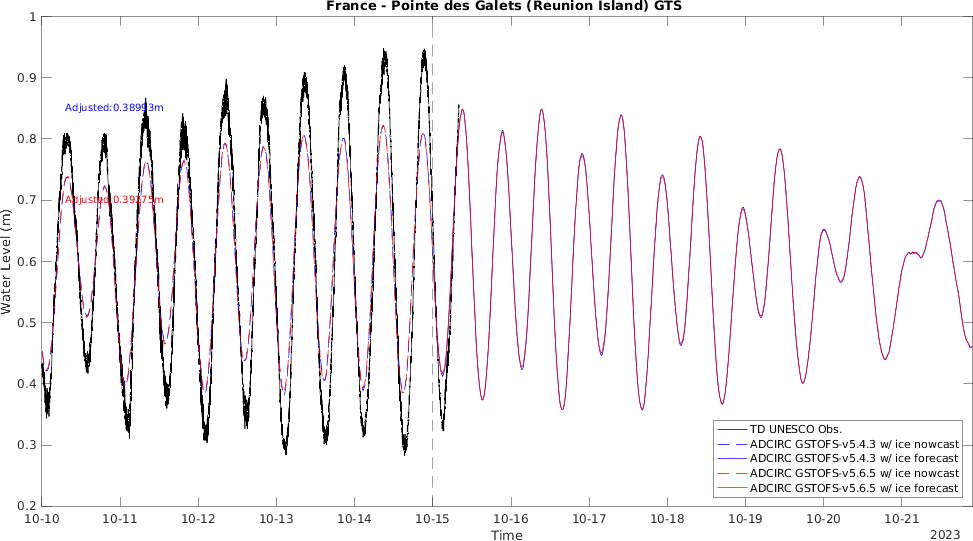 France - Pointe des Galets (Reunion Island) GTS
Water Level (m)
1
0.9
0.8
0.7
0.6
0.5
0.4
0.3
0.2
Adjusted:0.38993m
Adjusted:0.39275m
TD UNESCO Obs.
ADCIRC GSTOFS-v5.4.3 w/ ice nowcast
ADCIRC GSTOFS-v5.4.3 w/ ice forecast
ADCIRC GSTOFS-v5.6.5 w/ ice nowcast
ADCIRC GSTOFS-v5.6.5 w/ ice forecast
10-10 10-11 10-12 10-13 10-14 10-15 10-16 10-17 10-18 10-19 10-20 10-21
Time
2023